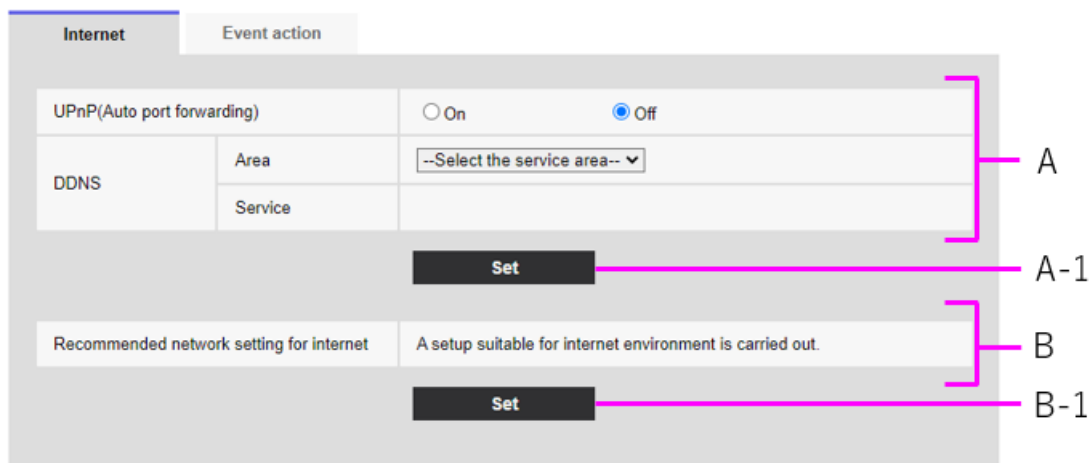 Internet Event action
UPnP(Auto port forwarding) On Off
A
DDNS Area --Select the service area--
Service
Set A-1
Recommended network setting for internet A setup suitable for internet environment is carried out. B
Set B-1